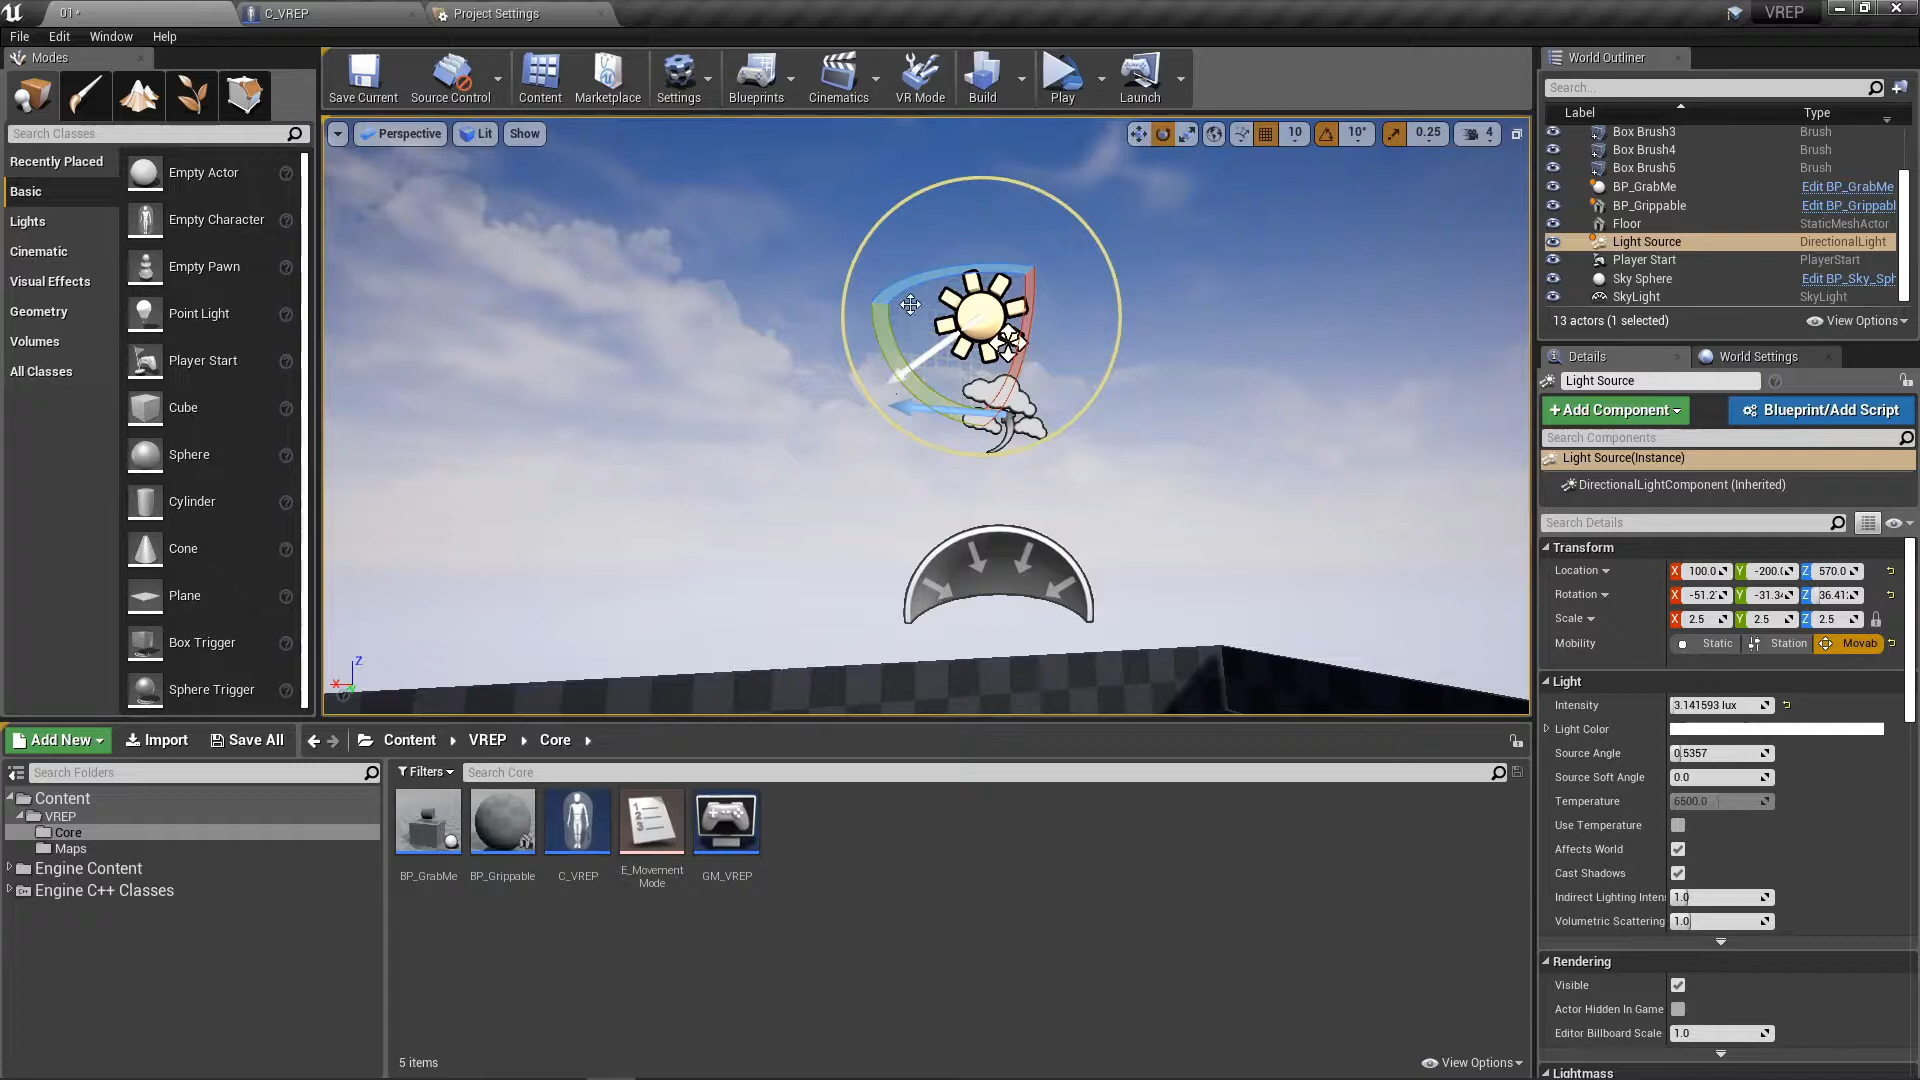 01*
C_VREP
Project Settings
VREP
File
Edit
Window
Help
Modes
Search Classes
Recently Placed
Basic
Lights
Cinematic
Visual Effects
Geometry
Volumes
All Classes
Empty Actor
Empty Character
Empty Pawn
Point Light
Player Start
Cube
Sphere
Cylinder
Cone
Plane
Box Trigger
Sphere Trigger
Save Current
Source Control
Content
Marketplace
Settings
Blueprints
Cinematics
VR Mode
Build
Play
Launch
Perspective
Lit
Show
10
10°
0.25
4
Z
X
World Outliner
Search...
Label
Type
Box Brush3
Brush
Box Brush4
Brush
Box Brush5
Brush
BP_GrabMe
Edit BP_GrabMe
BP_Grippable
Edit BP_Grippabl
Floor
StaticMeshActor
Light Source
DirectionalLight
Player Start
PlayerStart
Sky Sphere
Edit BP_Sky_Sph
SkyLight
SkyLight
13 actors (1 selected)
View Options
Details
World Settings
Light Source
+Add Component
Blueprint/Add Script
Search Components
Light Source(Instance)
DirectionalLightComponent (Inherited)
Search Details
Transform
Location
X 100.0 Y -200.0 Z 570.0
Rotation
X -51.2 Y -31.34 Z 36.41
Scale
X 2.5 Y 2.5 Z 2.5
Mobility
Static
Station
Movab
Light
Intensity
3.141593 lux
Light Color
Source Angle
0.5357
Source Soft Angle
0.0
Temperature
6500.0
Use Temperature
Affects World
Cast Shadows
Indirect Lighting Inten
1.0
Volumetric Scattering
1.0
Rendering
Visible
Actor Hidden In Game
Editor Billboard Scale
1.0
Lightmass
Add New
Import
Save All
Content
VREP
Core
Search Folders
Filters
Search Core
Content
VREP
Core
Maps
Engine Content
Engine C++ Classes
BP_GrabMe
BP_Grippable
C_VREP
E_Movement
Mode
GM_VREP
5 items
View Options